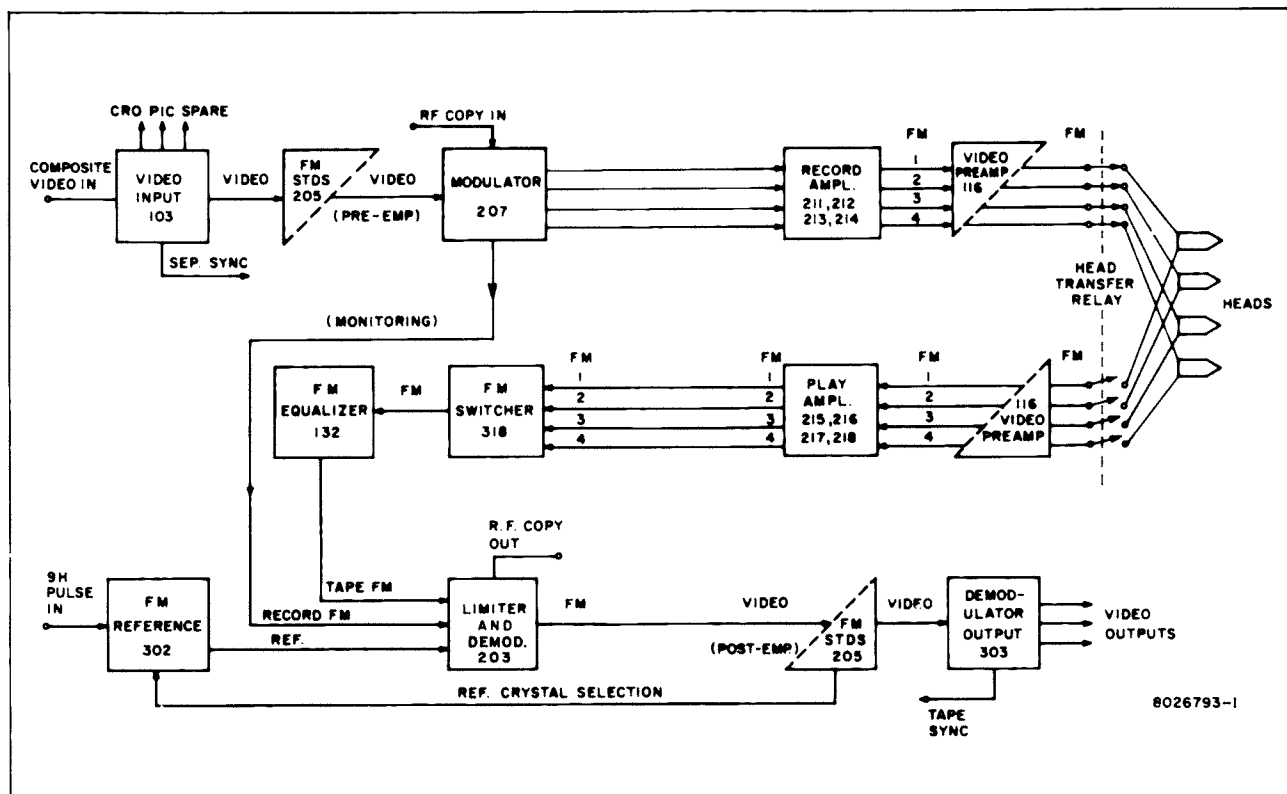 CRO PIC SPARE
RF COPY IN
COMPOSITE
VIDEO IN
VIDEO
INPUT
103
VIDEO
FM
STDS
205
VIDEO
(PRE-EMP)
MODULATOR
207
RECORD
AMPL.
211,212
213,214
FM
1
2
3
4
VIDEO
PREAMP
116
FM
SEP. SYNC
HEAD
TRANSFER
RELAY
HEADS
(MONITORING)
FM
EQUALIZER
132
FM
FM
SWITCHER
318
FM
1
2
3
4
FM
1
2
3
4
PLAY
AMPL.
215,216
217,218
FM
1
2
3
4
116
VIDEO
PREAMP
FM
R.F. COPY
OUT
9H
PULSE
IN
FM
REFERENCE
302
TAPE FM
RECORD FM
REF.
LIMITER
AND
DEMOD.
203
FM
VIDEO
(POST-EMP)
FM
STDS
205
VIDEO
DEMOD-
ULATOR
OUTPUT
303
VIDEO
OUTPUTS
REF. CRYSTAL SELECTION
TAPE
SYNC
8026793-1